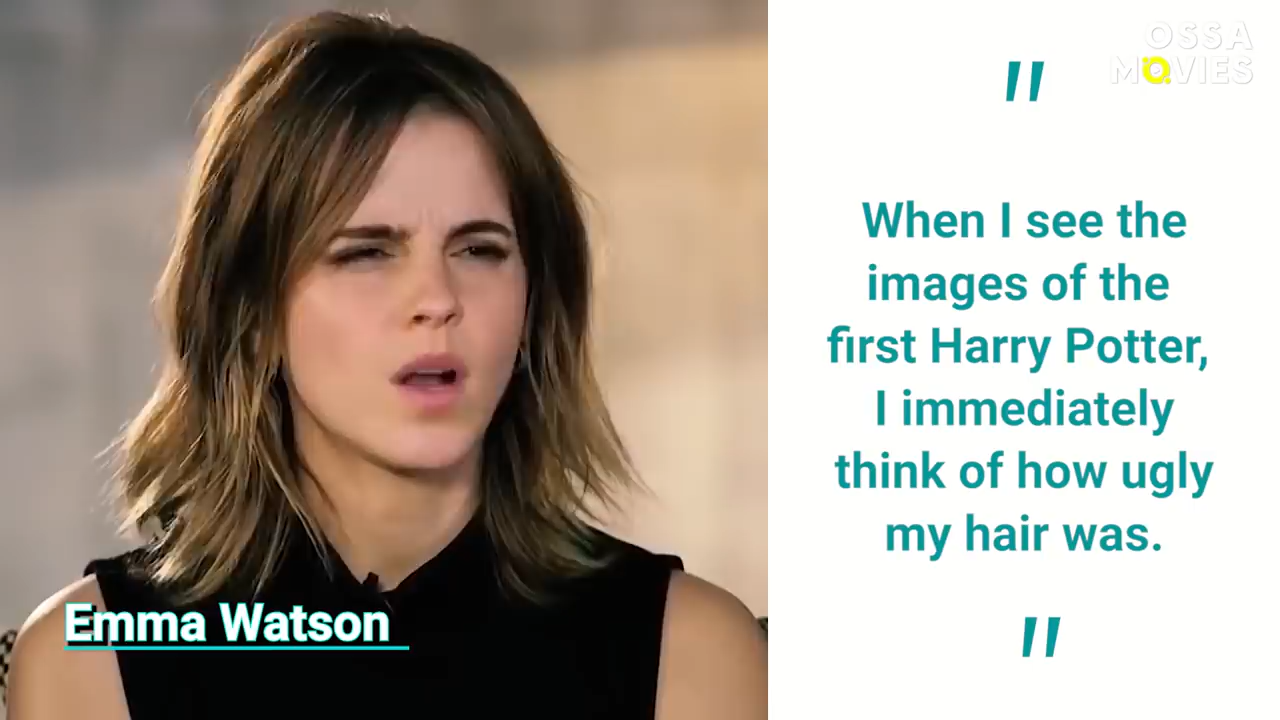 OSSA
MOVIES
"
When I see the
images of the
first Harry Potter,
I immediately
think of how ugly
my hair was.
"
Emma Watson